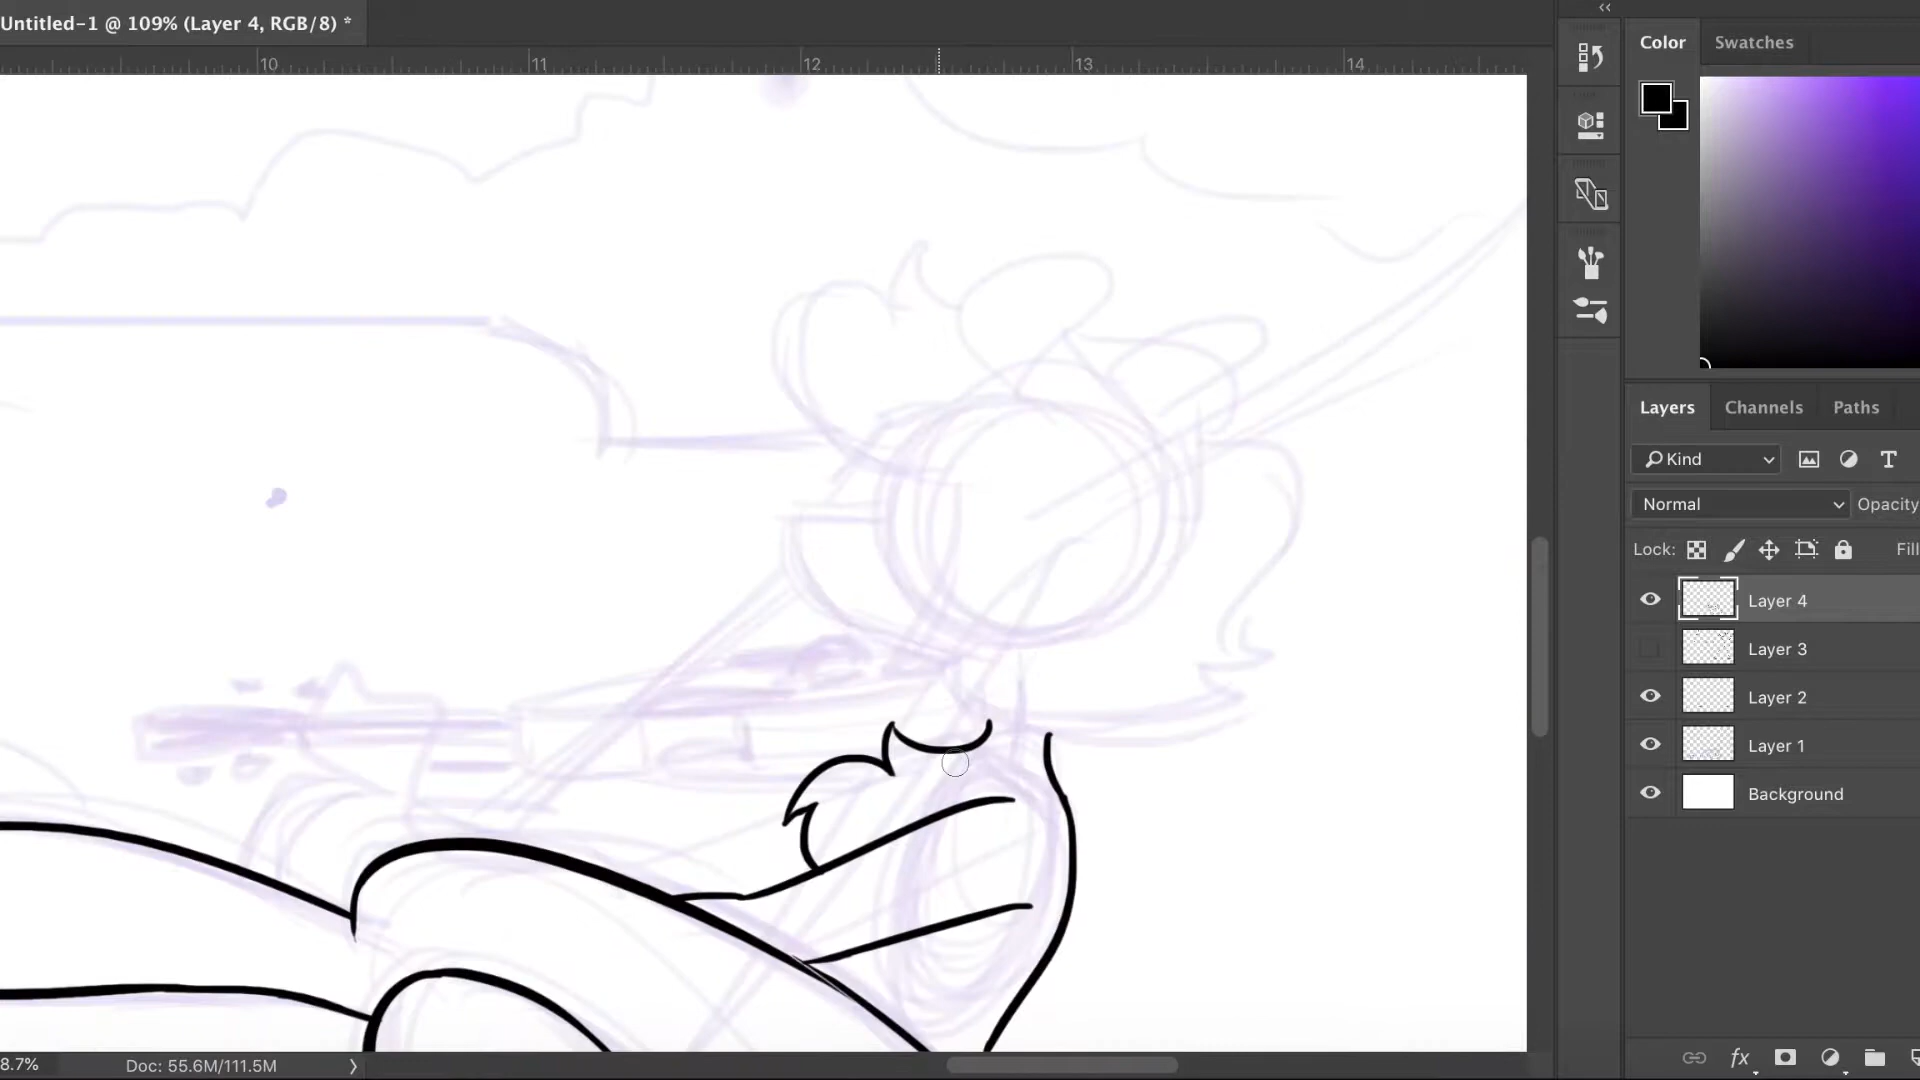 Untitled-1 @ 109% (Layer 4, RGB/8) *
10 11 12 13 14
Color Swatches
Layers Channels Paths
Kind
Normal Opacity
Lock: Fill
Layer 4
Layer 3
Layer 2
Layer 1
Background
fx
8.7% Doc: 55.6M/111.5M